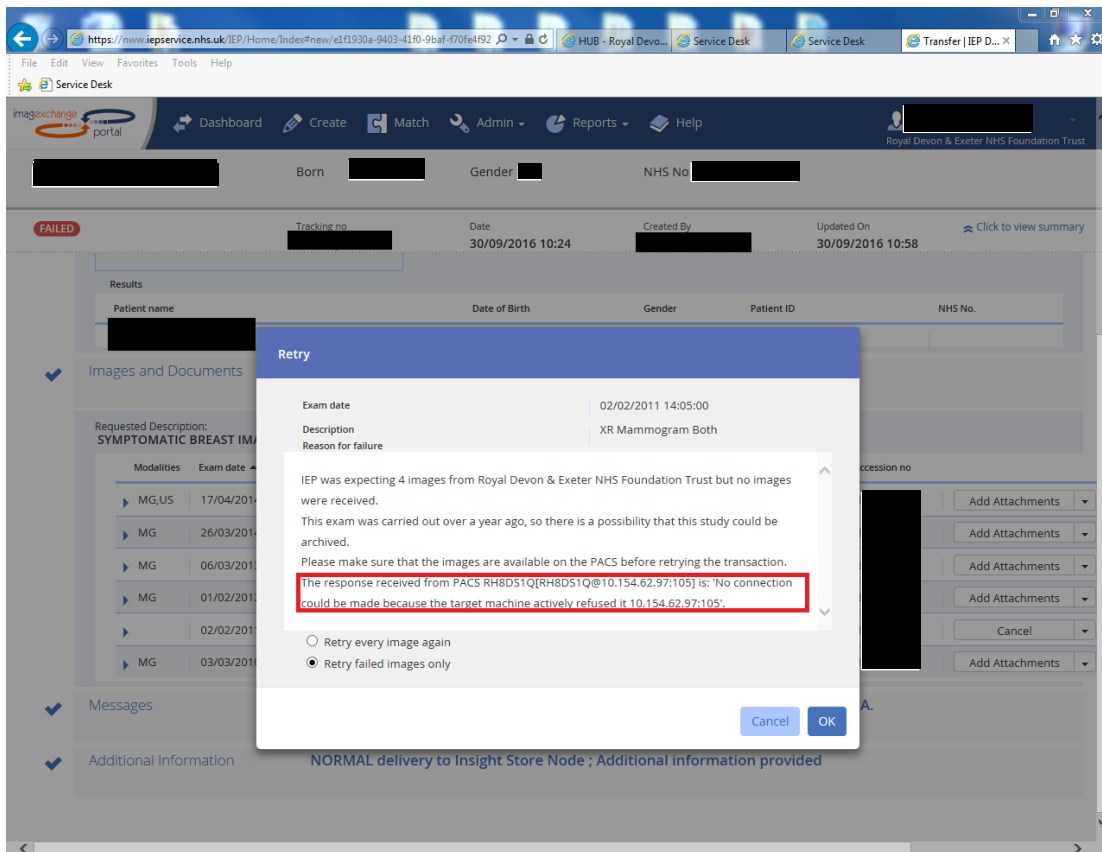 https://nww.iepservice.nhs.uk/IEP/Home/Index#new/e1f1930a-9403-41f0-9baf-f70fe4f92
HUB - Royal Devo...
Service Desk
Service Desk
Transfer | IEP D...
File Edit View Favorites Tools Help
Service Desk
imagexchange
portal
Dashboard
Create
Match
Admin
Reports
Help
Royal Devon & Exeter NHS Foundation Trust
Born
Gender
NHS No
FAILED
Tracking no
Date
30/09/2016 10:24
Created By
Updated On
30/09/2016 10:58
Click to view summary
Results
Patient name
Date of Birth
Gender
Patient ID
NHS No.
Retry
Images and Documents
Exam date
02/02/2011 14:05:00
Description
XR Mammogram Both
Reason for failure
IEP was expecting 4 images from Royal Devon & Exeter NHS Foundation Trust but no images
were received.
This exam was carried out over a year ago, so there is a possibility that this study could be
archived.
Please make sure that the images are available on the PACS before retrying the transaction.
The response received from PACS RH8DS1Q[RH8DS1Q@10.154.62.97:105] is: 'No connection
could be made because the target machine actively refused it 10.154.62.97:105'.
Retry every image again
Retry failed images only
Cancel
OK
Requested Description:
SYMPTOMATIC BREAST
Modalities
Exam date
MG,US
17/04/201
Add Attachments
MG
26/03/201
Add Attachments
MG
06/03/201
Add Attachments
MG
01/02/201
Add Attachments
02/02/201
Cancel
MG
03/03/201
Add Attachments
Messages
A.
Additional Information
NORMAL delivery to Insight Store Node ; Additional information provided